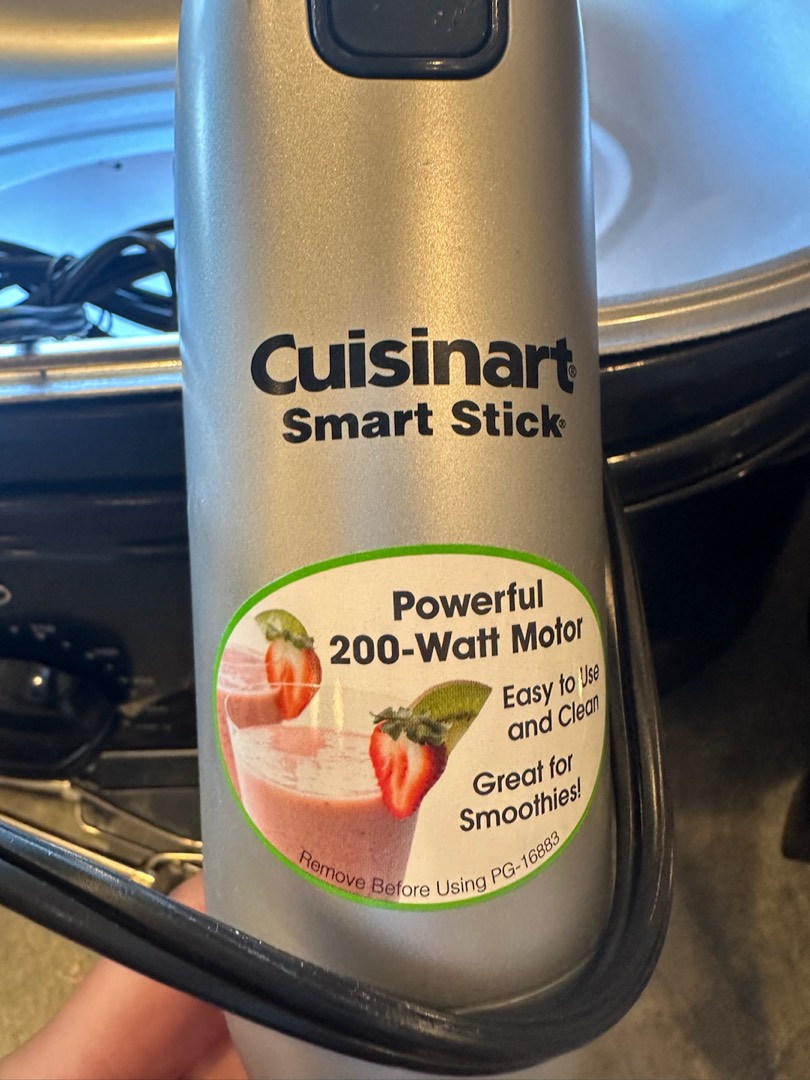 Cuisinart®
Smart Stick®
Powerful
200-Watt Motor
Easy to Use
and Clean
Great for
Smoothies!
Remove Before Using PG-16883